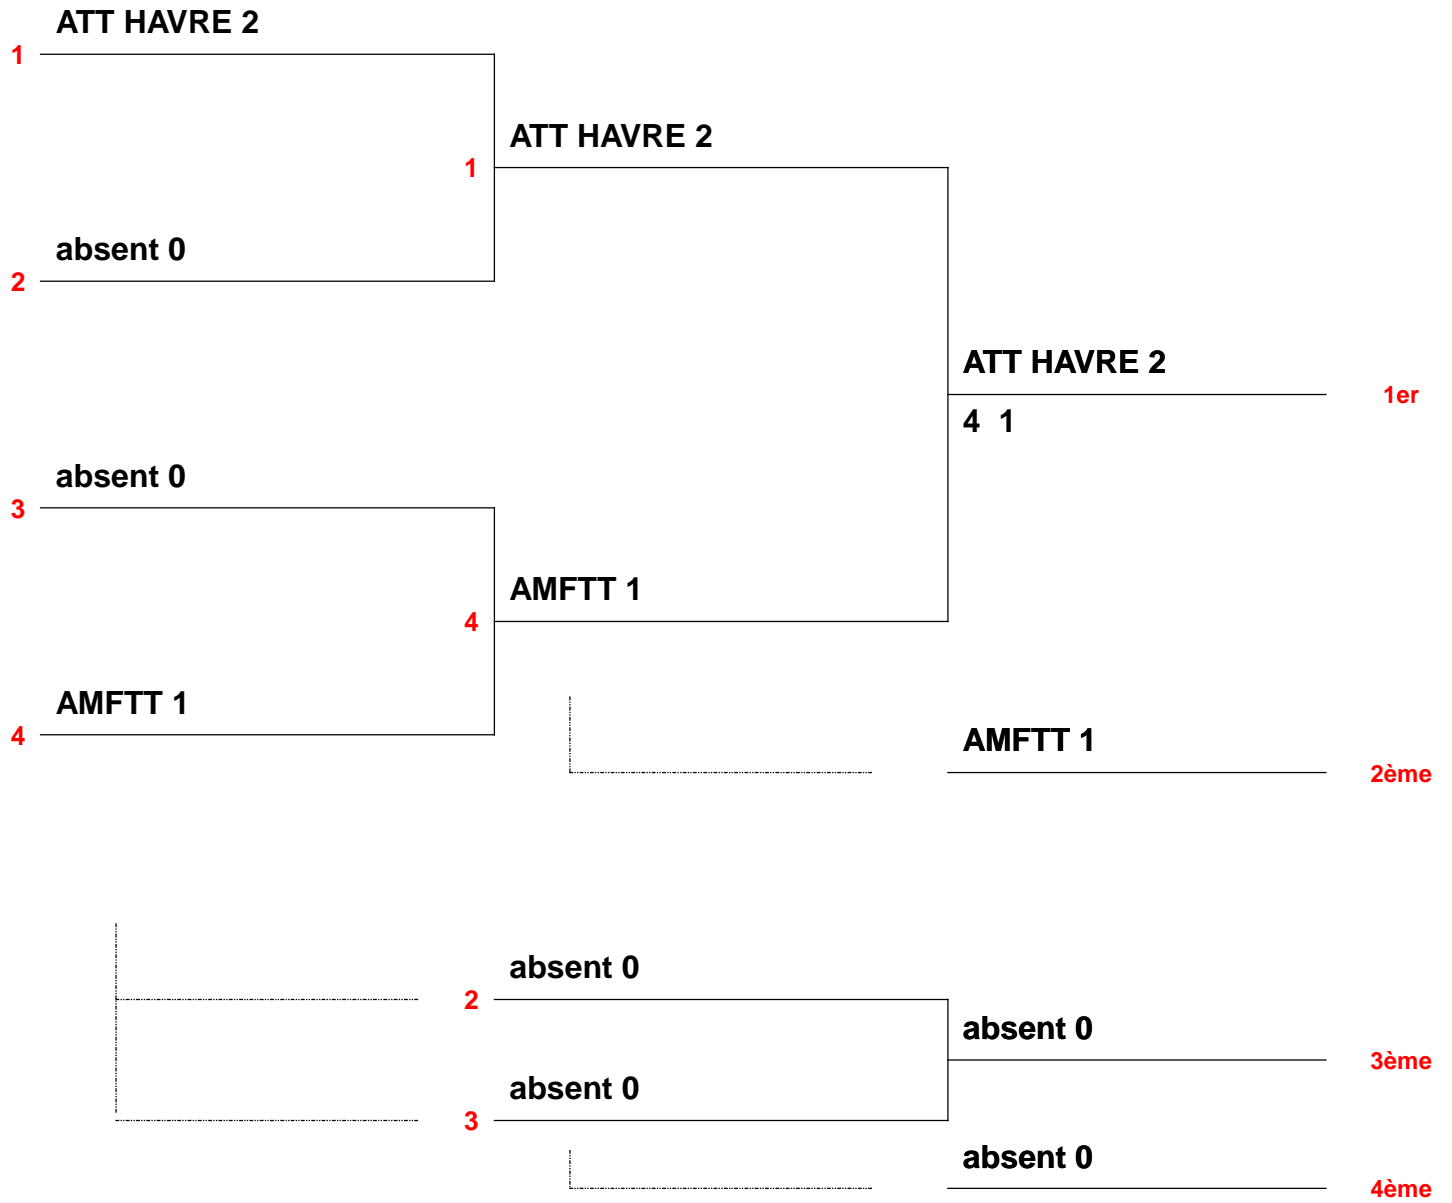 ATT HAVRE 2
1
ATT HAVRE 2
1
absent 0
2
ATT HAVRE 2
1er
4 1
absent 0
3
AMFTT 1
4
AMFTT 1
4
AMFTT 1
2ème
absent 0
2
absent 0
3ème
absent 0
3
absent 0
4ème